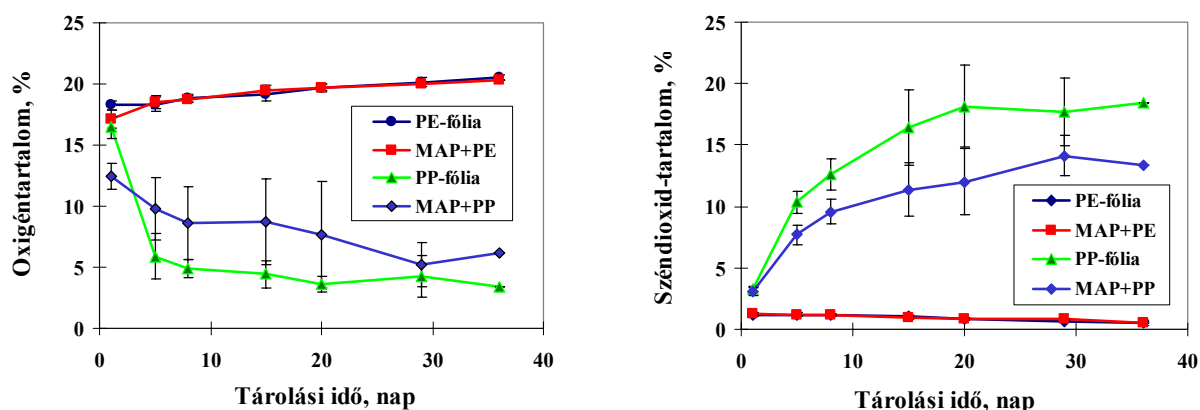 Oxigéntartalom, %
25
20
15
10
5
0
0 10 20 30 40
Tárolási idő, nap
PE-fólia
MAP+PE
PP-fólia
MAP+PP
Széndioxid-tartalom, %
25
20
15
10
5
0
0 10 20 30 40
Tárolási idő, nap
PE-fólia
MAP+PE
PP-fólia
MAP+PP